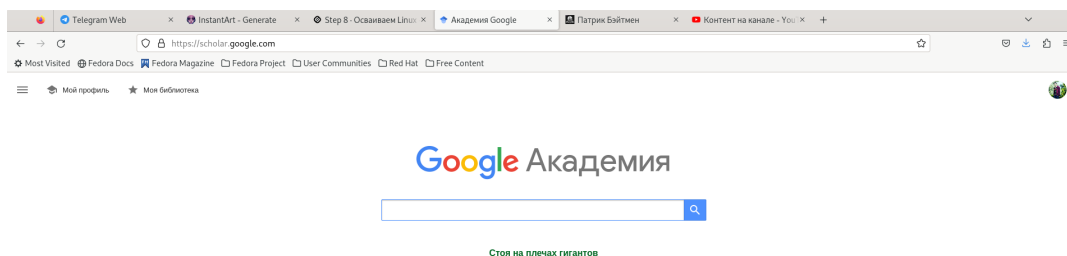 Telegram Web InstantArt - Generate Step 8 · Осваиваем Linux Академия Google Патрик Бэйтмен Контент на канале - You
https://scholar.google.com
Most Visited Fedora Docs Fedora Magazine Fedora Project User Communities Red Hat Free Content
Мой профиль Моя библиотека
Google Академия
Стоя на плечах гигантов